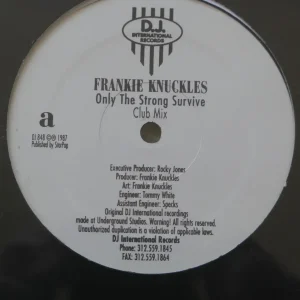 D.J.
INTERNATIONAL
RECORDS
FRANKIE KNUCKLES
Only The Strong Survive
Club Mix
a
DJ-848 ©℗ 1987
Published by StarPop
Executive Producer: Rocky Jones
Producer: Frankie Knuckles
Art: Frankie Knuckles
Engineer: Tommy White
Assistant Engineer: Specks
Original DJ International recordings
made at Underground Studios. Warning! All rights reserved.
Unauthorized duplication is a violation of applicable laws.
DJ International Records
Phone: 312.559.1845
FAX: 312.559.1864